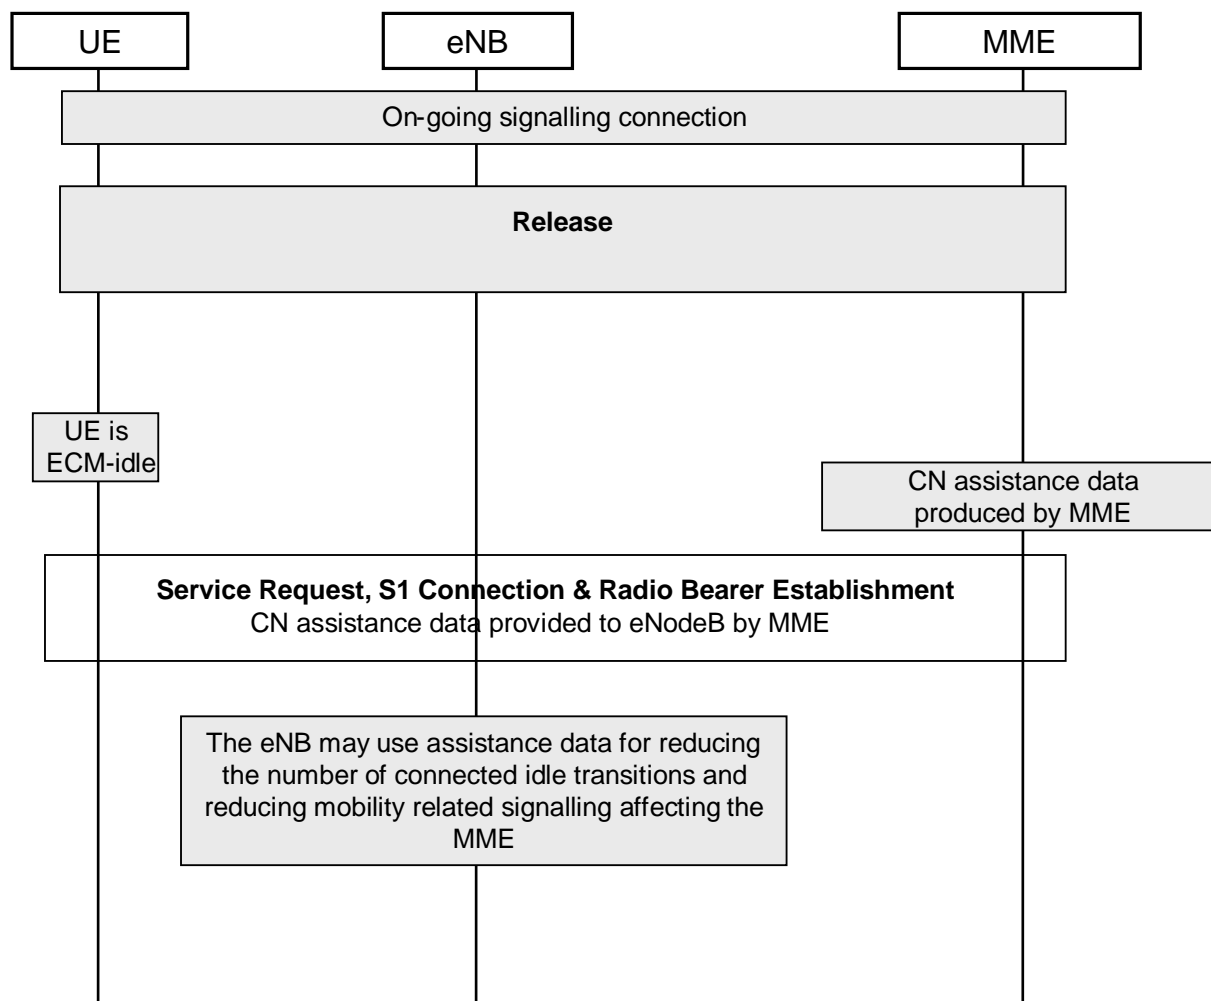 UE
eNB
MME
On-going signalling connection
Release
UE is
ECM-idle
CN assistance data
produced by MME
Service Request, S1 Connection & Radio Bearer Establishment
CN assistance data provided to eNodeB by MME
The eNB may use assistance data for reducing
the number of connected idle transitions and
reducing mobility related signalling affecting the
MME